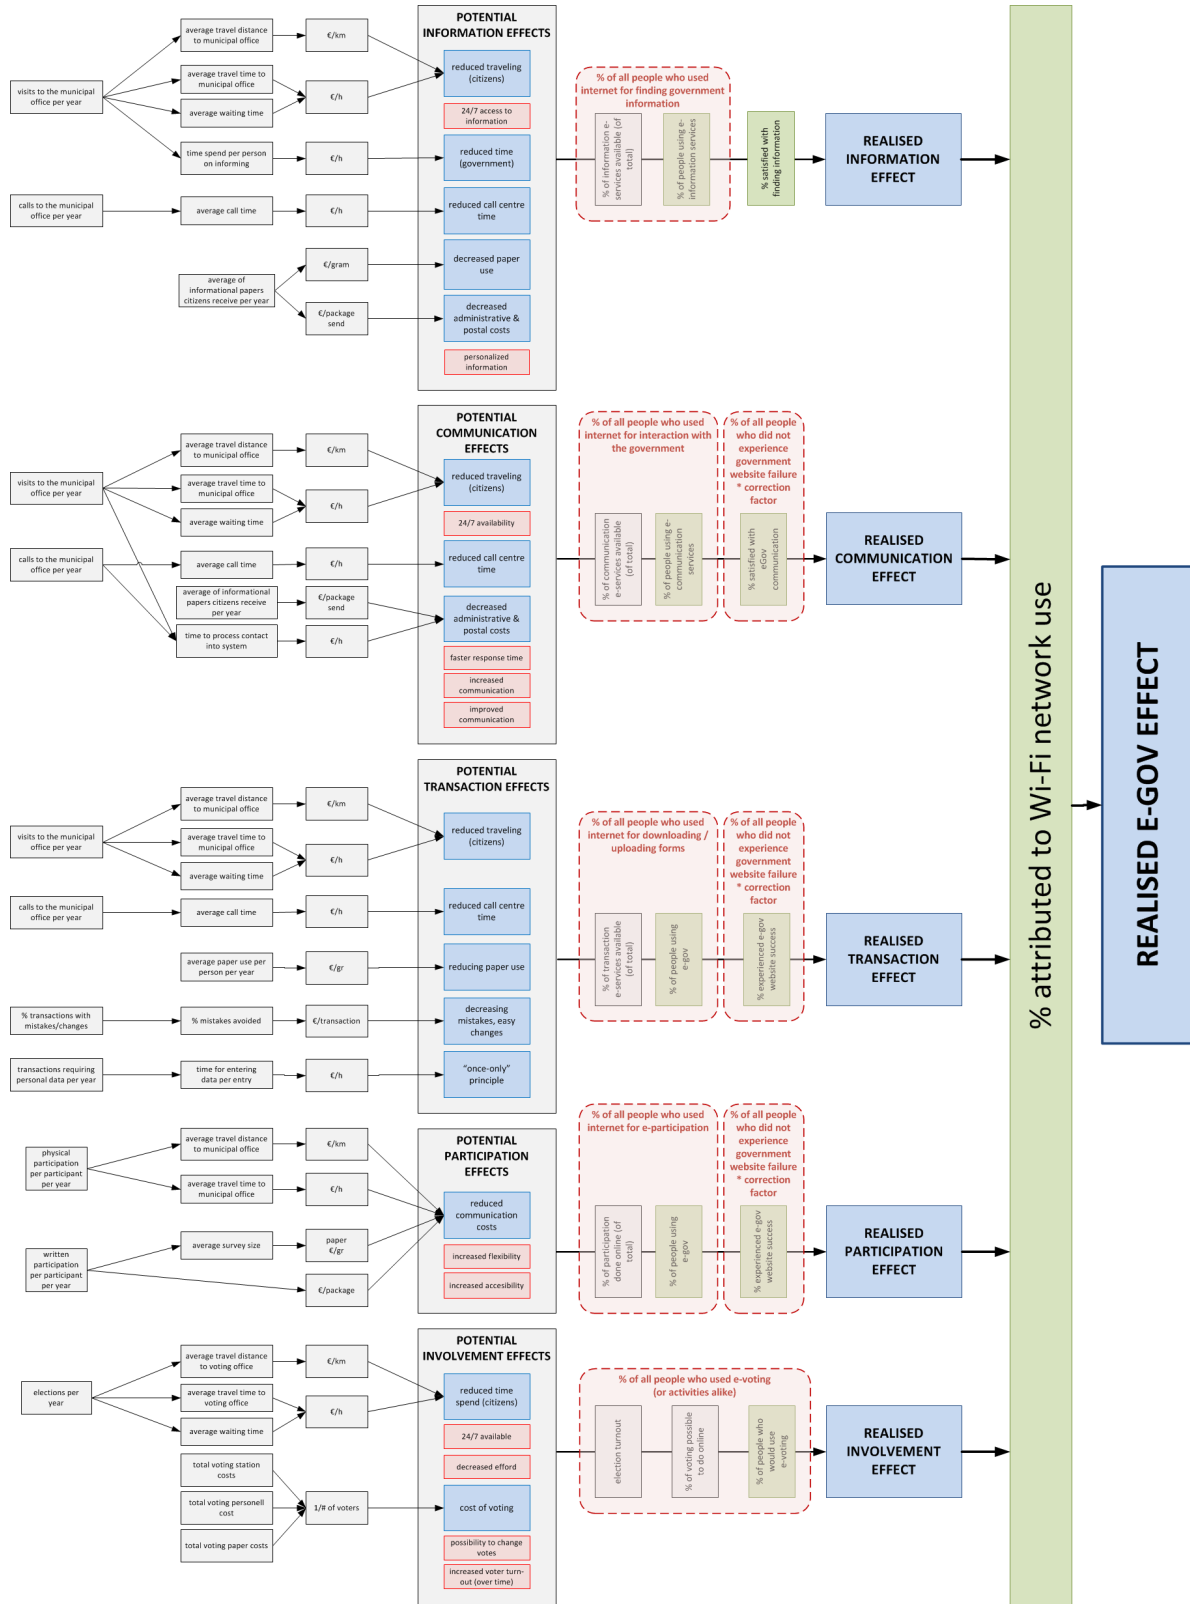 POTENTIAL
INFORMATION EFFECTS
visits to the municipal
office per year
average travel distance
to municipal office
€/km
average travel time to
municipal office
average waiting time
€/h
time spend per person
on informing
€/h
calls to the municipal
office per year
average call time
€/h
average of
informational papers
citizens receive per year
€/gram
€/package
send
reduced traveling
(citizens)
24/7 access to
information
reduced time
(government)
reduced call centre
time
decreased paper
use
decreased
administrative &
postal costs
personalized
information
% of all people who used
internet for finding government
information
% of information e-
services available (of
total)
% of people using e-
information services
% satisfied with
finding information
REALISED
INFORMATION
EFFECT
POTENTIAL
COMMUNICATION
EFFECTS
visits to the municipal
office per year
average travel distance
to municipal office
€/km
average travel time to
municipal office
average waiting time
€/h
calls to the municipal
office per year
average call time
€/h
average of informational
papers citizens receive
per year
€/package
send
time to process contact
into system
€/h
reduced traveling
(citizens)
24/7 availability
reduced call centre
time
decreased
administrative &
postal costs
faster response time
increased
communication
improved
communication
% of all people who used
internet for interaction with
the government
% of communication
e-services available
(of total)
% of people using e-
communication
services
% of all people
who did not
experience
government
website failure
* correction
factor
% satisfied with
eGov
communication
REALISED
COMMUNICATION
EFFECT
POTENTIAL
TRANSACTION EFFECTS
visits to the municipal
office per year
average travel distance
to municipal office
€/km
average travel time to
municipal office
average waiting time
€/h
calls to the municipal
office per year
average call time
€/h
average paper use per
person per year
€/gr
% transactions with
mistakes/changes
% mistakes avoided
€/transaction
transactions requiring
personal data per year
time for entering
data per entry
€/h
reduced traveling
(citizens)
reduced call centre
time
reducing paper use
decreasing
mistakes, easy
changes
“once-only”
principle
% of all people who used
internet for downloading /
uploading forms
% of transaction
e-services available
(of total)
% of people using
e-gov
% of all people
who did not
experience
government
website failure
* correction
factor
% experienced e-gov
website success
REALISED
TRANSACTION
EFFECT
POTENTIAL
PARTICIPATION
EFFECTS
physical
participation
per participant
per year
average travel distance
to municipal office
€/km
average travel time to
municipal office
€/h
written
participation
per participant
per year
average survey size
paper
€/gr
€/package
reduced
communication
costs
increased flexibility
increased accesibility
% of all people who used
internet for e-participation
% of participation
done online (of
total)
% of people using
e-gov
% of all people
who did not
experience
government
website failure
* correction
factor
% experienced e-gov
website success
REALISED
PARTICIPATION
EFFECT
POTENTIAL
INVOLVEMENT EFFECTS
elections per
year
average travel distance
to voting office
€/km
average travel time to
voting office
average waiting time
€/h
total voting station
costs
total voting personell
cost
total voting paper costs
1/# of voters
reduced time
spend (citizens)
24/7 available
decreased efford
cost of voting
possibility to change
votes
increased voter turn-
out (over time)
% of all people who used e-voting
(or activities alike)
election turnout
% of voting possible
to do online
% of people who
would use
e-voting
REALISED
INVOLVEMENT
EFFECT
% attributed to Wi-Fi network use
REALISED E-GOV EFFECT